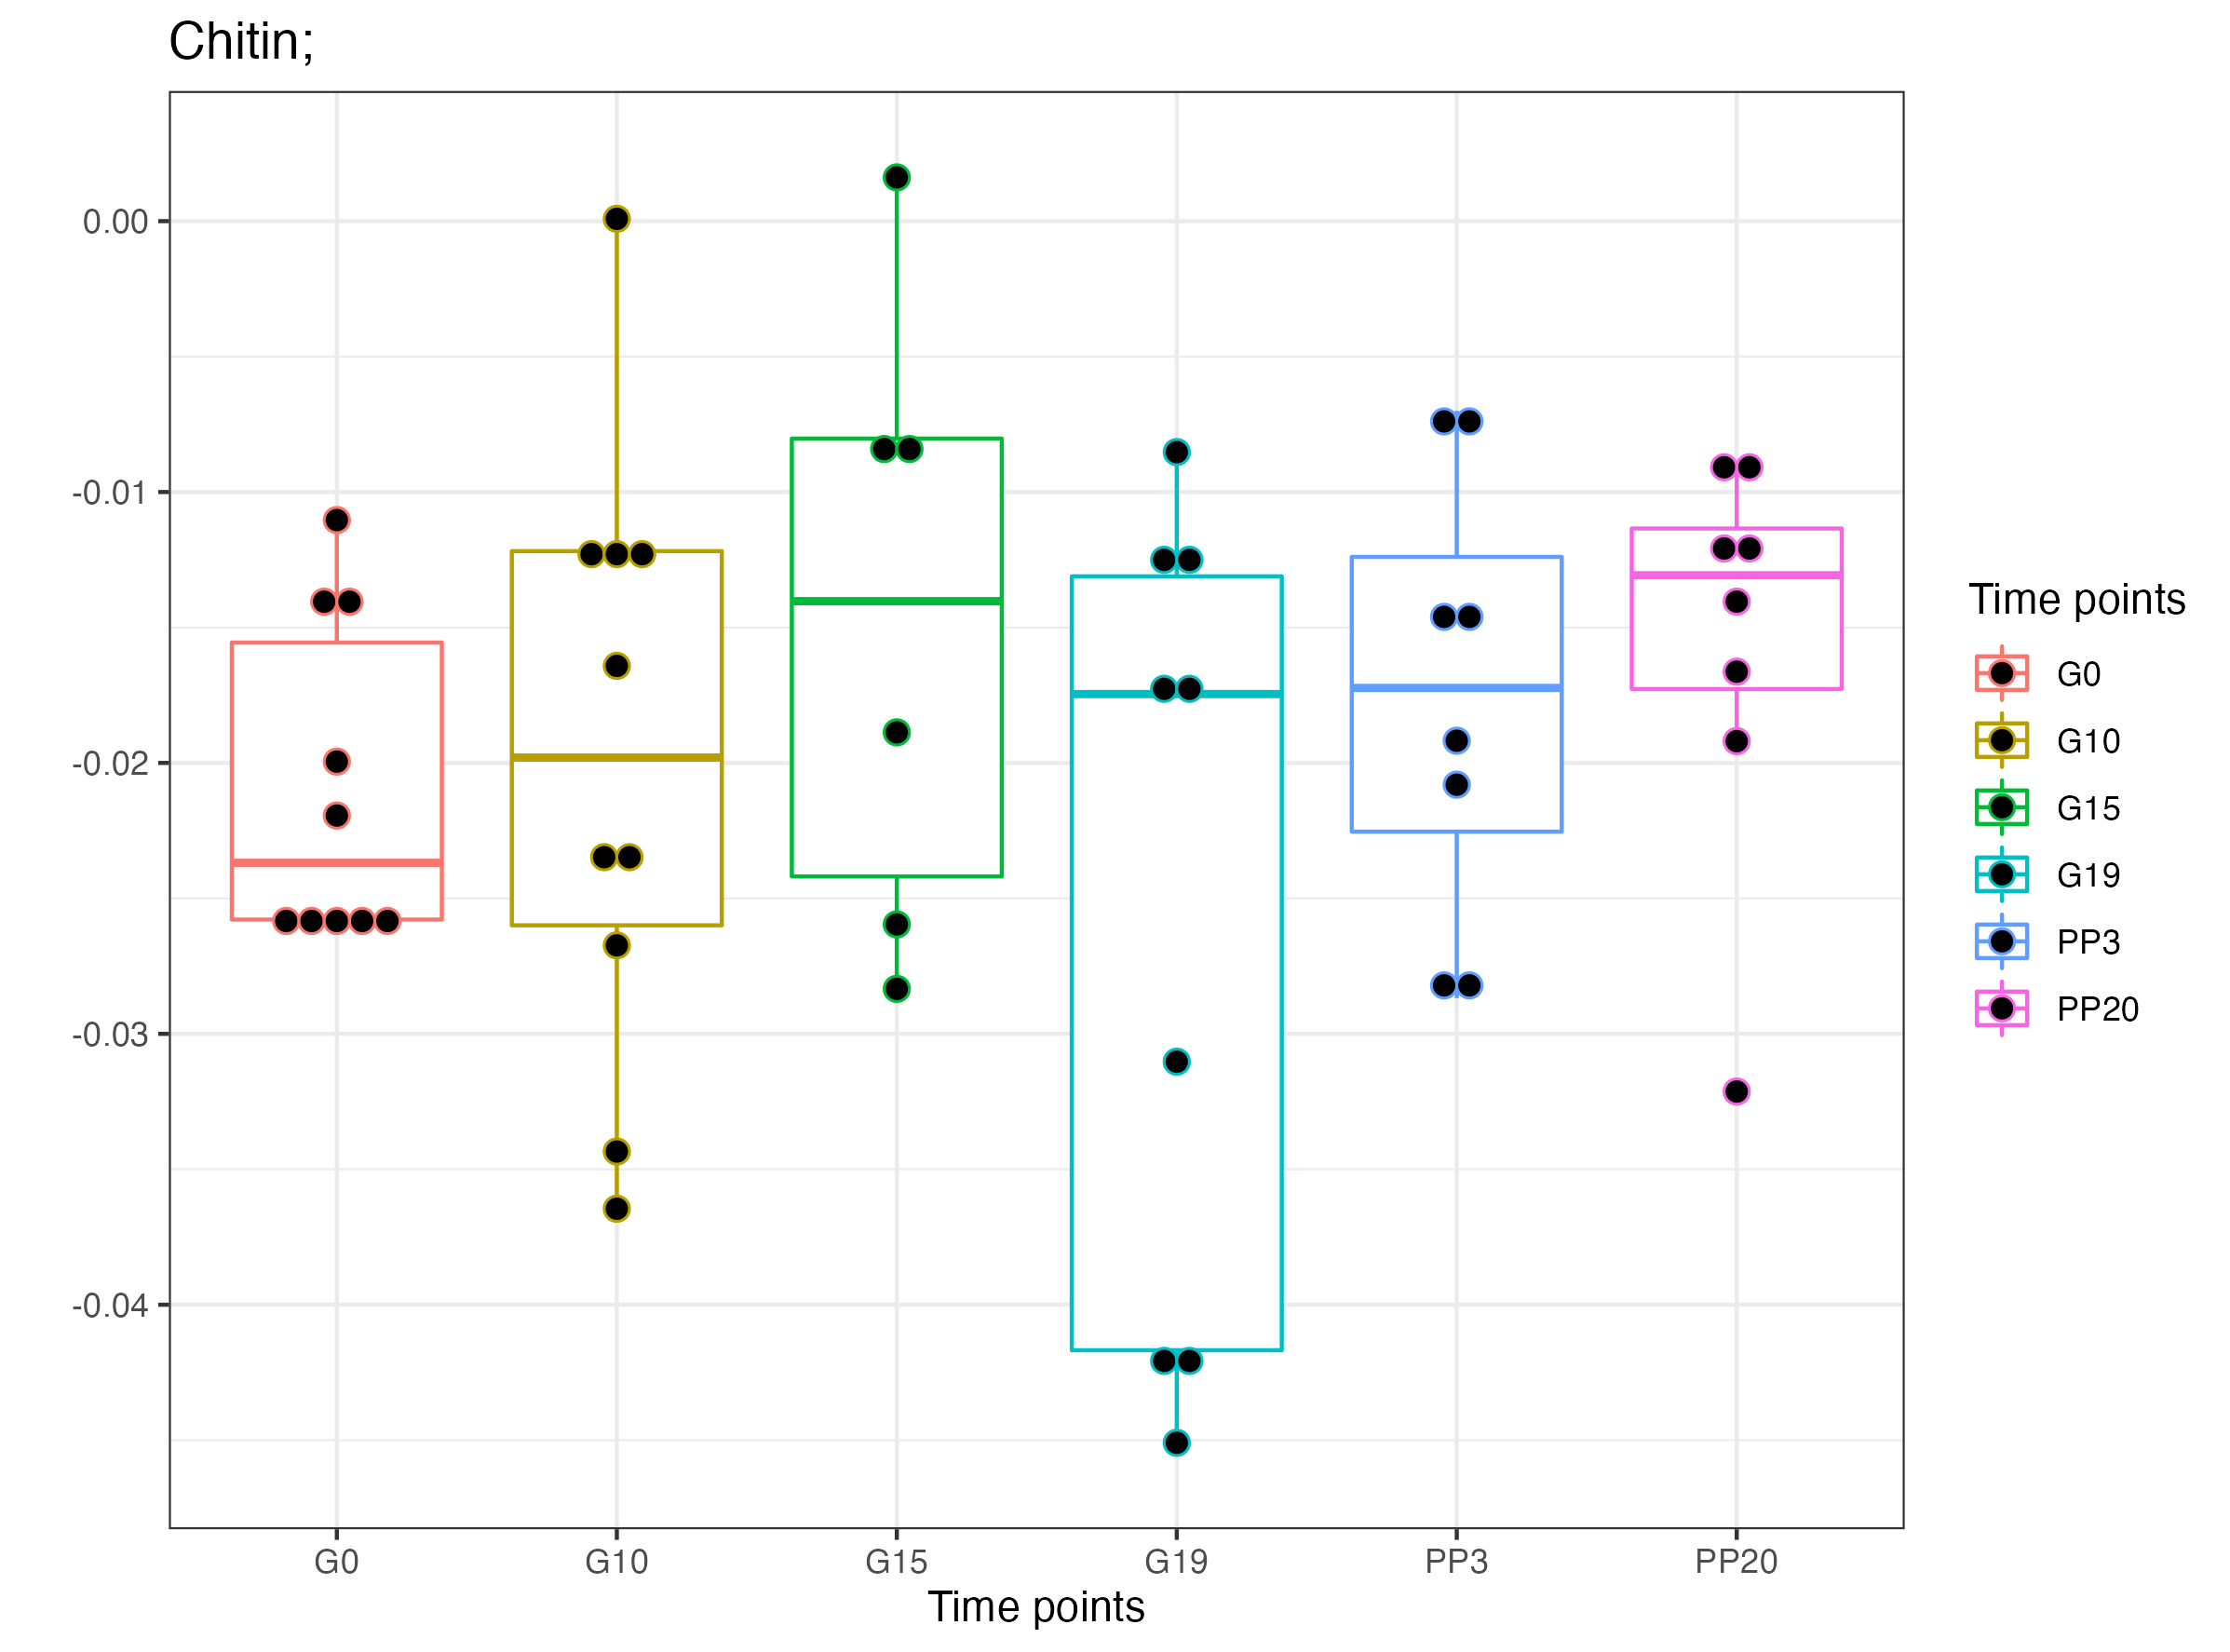 Chitin;
0.00
-0.01
-0.02
-0.03
-0.04
G0 G10 G15 G19 PP3 PP20
Time points
Time points
G0
G10
G15
G19
PP3
PP20